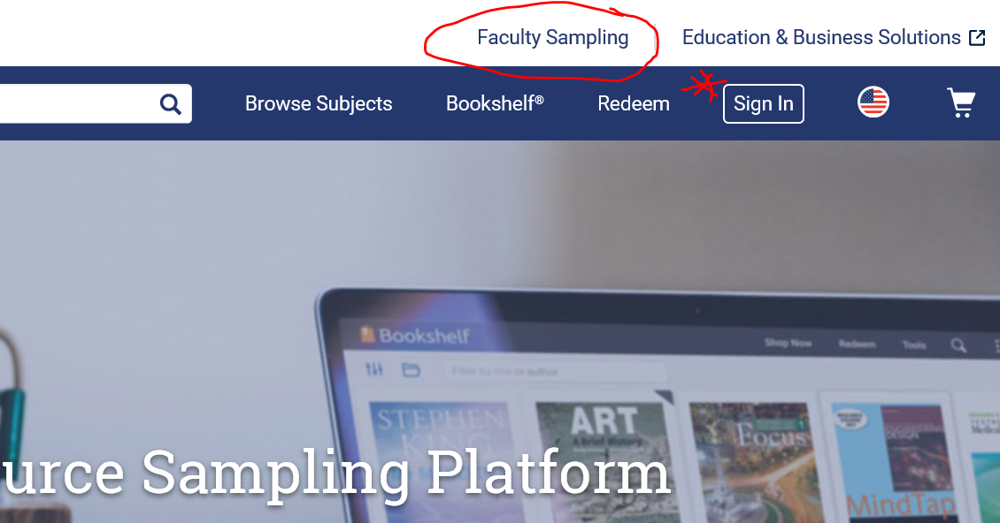 Faculty Sampling
Education & Business Solutions
Browse Subjects
Bookshelf®
Redeem
Sign In
Bookshelf
Shop Now
Redeem
Tools
Filter by title or author
STEPHEN
KING
ART
A Brief History
Focus
DESIGN
MindTap
urce Sampling Platform